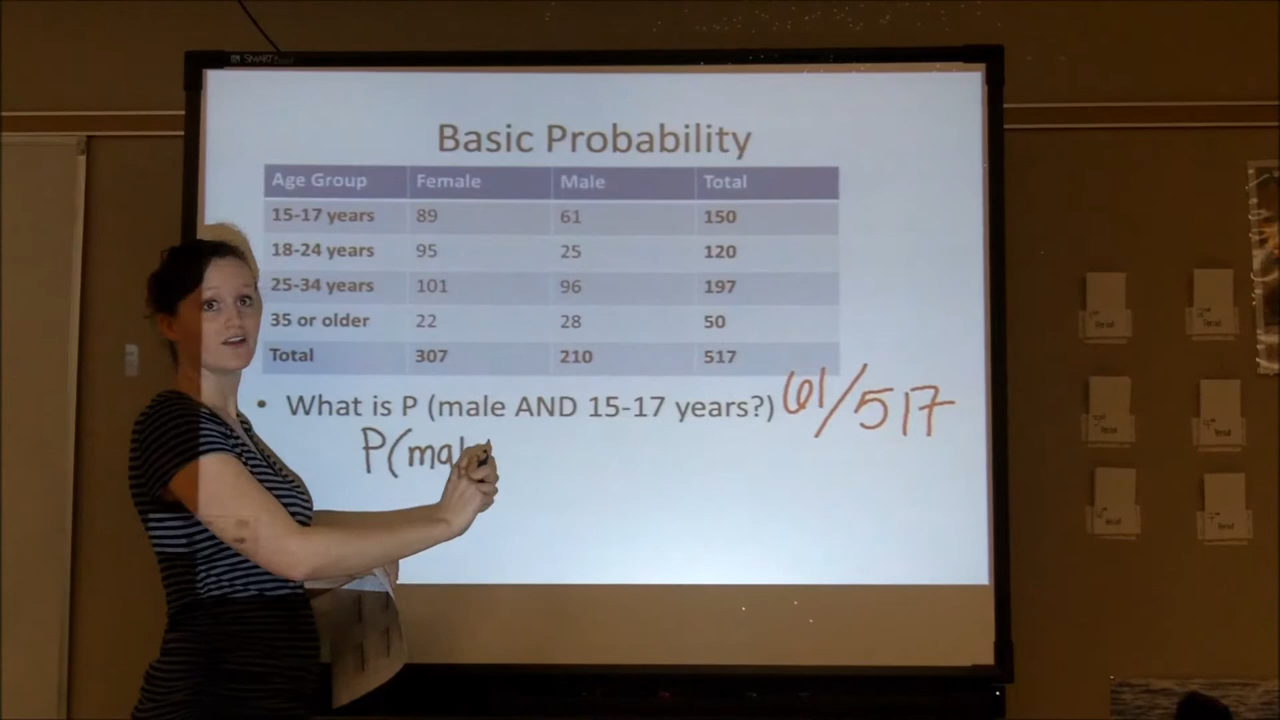 SMART
Basic Probability
Age Group Female Male Total
15-17 years 89 61 150
18-24 years 95 25 120
25-34 years 101 96 197
35 or older 22 28 50
Total 307 210 517
• What is P (male AND 15-17 years?) 61/517
P(mal